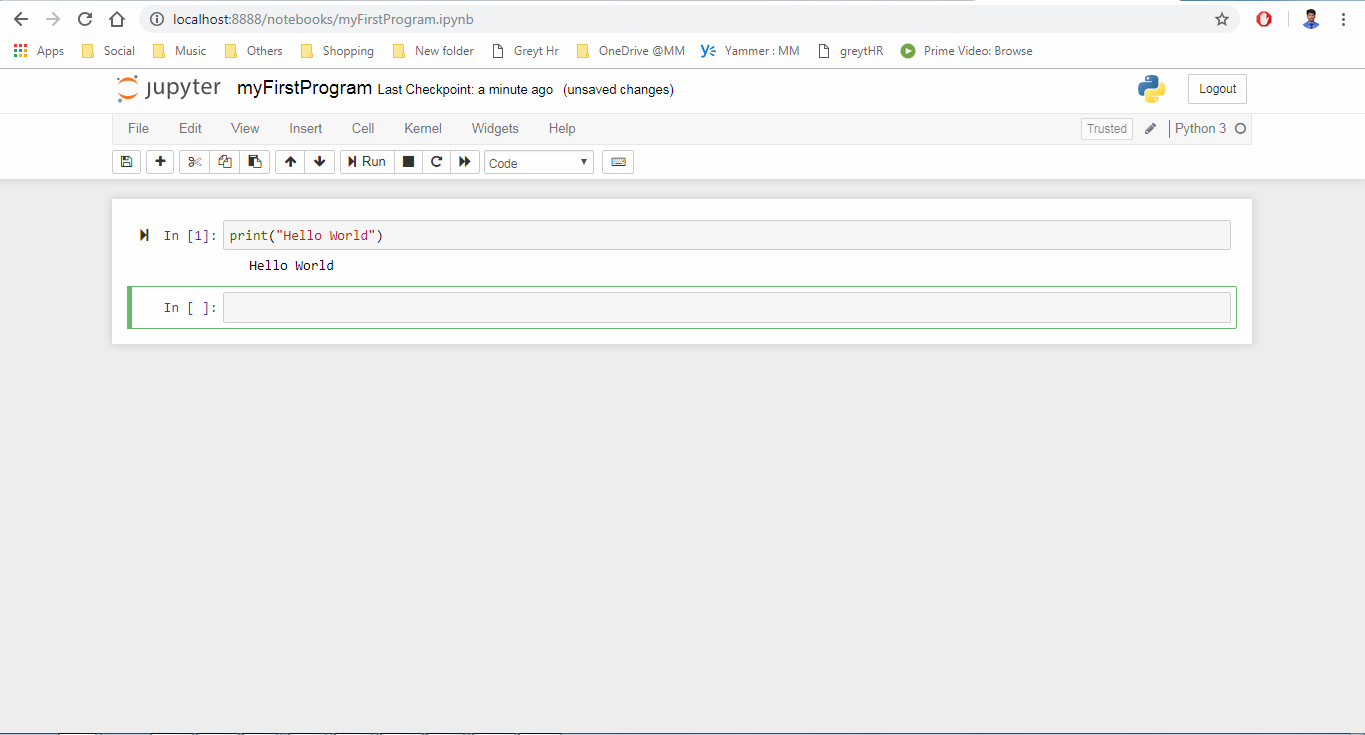 localhost:8888/notebooks/myFirstProgram.ipynb
Apps Social Music Others Shopping New folder Greyt Hr OneDrive @MM Yammer : MM greytHR Prime Video: Browse
jupyter myFirstProgram Last Checkpoint: a minute ago (unsaved changes) Logout
File Edit View Insert Cell Kernel Widgets Help Trusted Python 3
Run Code
In [1]: print("Hello World")
Hello World
In [ ]: